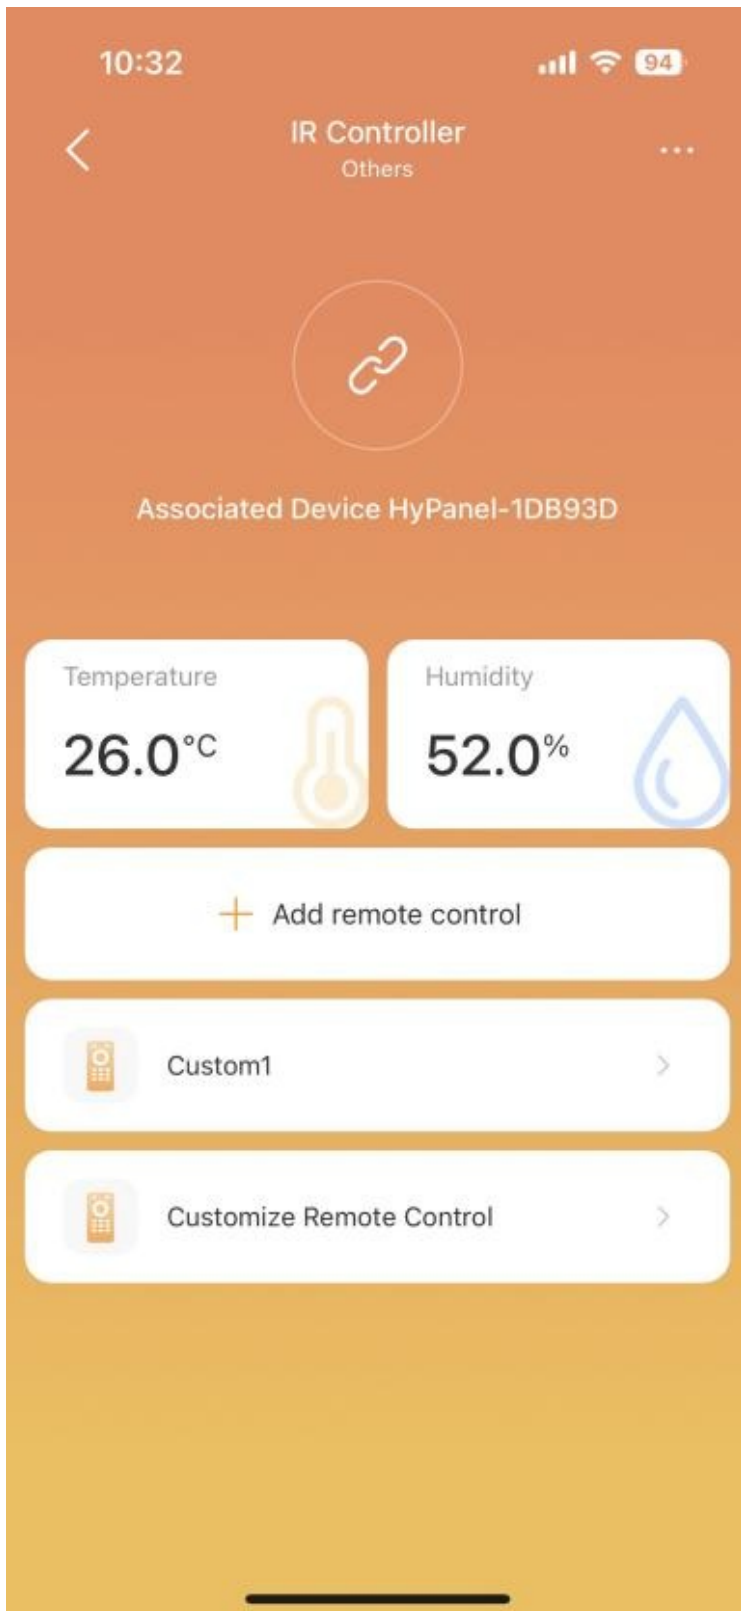 10:32
94
IR Controller
Others
Associated Device HyPanel-1DB93D
Temperature
Humidity
26.0°C
52.0%
+ Add remote control
Custom1
Customize Remote Control